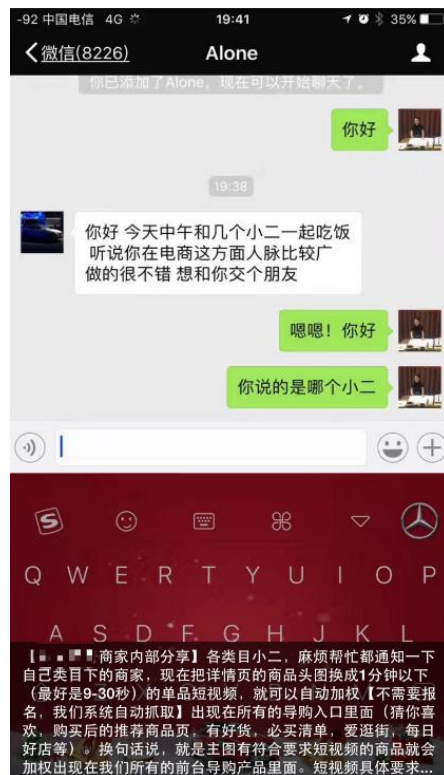 -92 中国电信 4G 19:41 35%
微信(8226) Alone
你已添加了Alone，现在可以开始聊天了。
你好
19:38
你好 今天中午和几个小二一起吃饭
听说你在电商这方面人脉比较广
做的很不错 想和你交个朋友
嗯嗯！你好
你说的是哪个小二
Q W E R T Y U I O P
A S D F G H J K L
商家内部分享】各类目小二，麻烦帮忙都通知一下
自己类目下的商家，现在把详情页的商品头图换成1分钟以下
（最好是9-30秒）的单品短视频，就可以自动加权【不需要报
名，我们系统自动抓取】出现在所有的导购入口里面（猜你喜
欢，购买后的推荐商品页，有好货，必买清单，爱逛街，每日
好店等）。换句话说，就是主图有符合要求短视频的商品就会
加权出现在我们所有的前台导购产品里面。短视频具体要求...